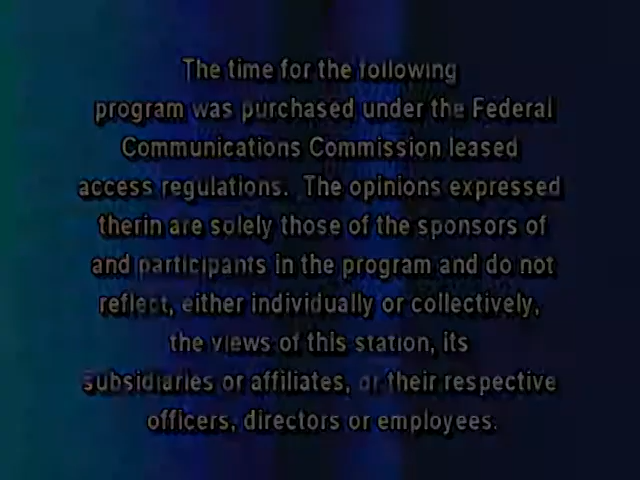 The time for the following
program was purchased under the Federal
Communications Commission leased
access regulations. The opinions expressed
therin are solely those of the sponsors of
and participants in the program and do not
reflect, either individually or collectively,
the views of this station, its
subsidiaries or affiliates, or their respective
officers, directors or employees.